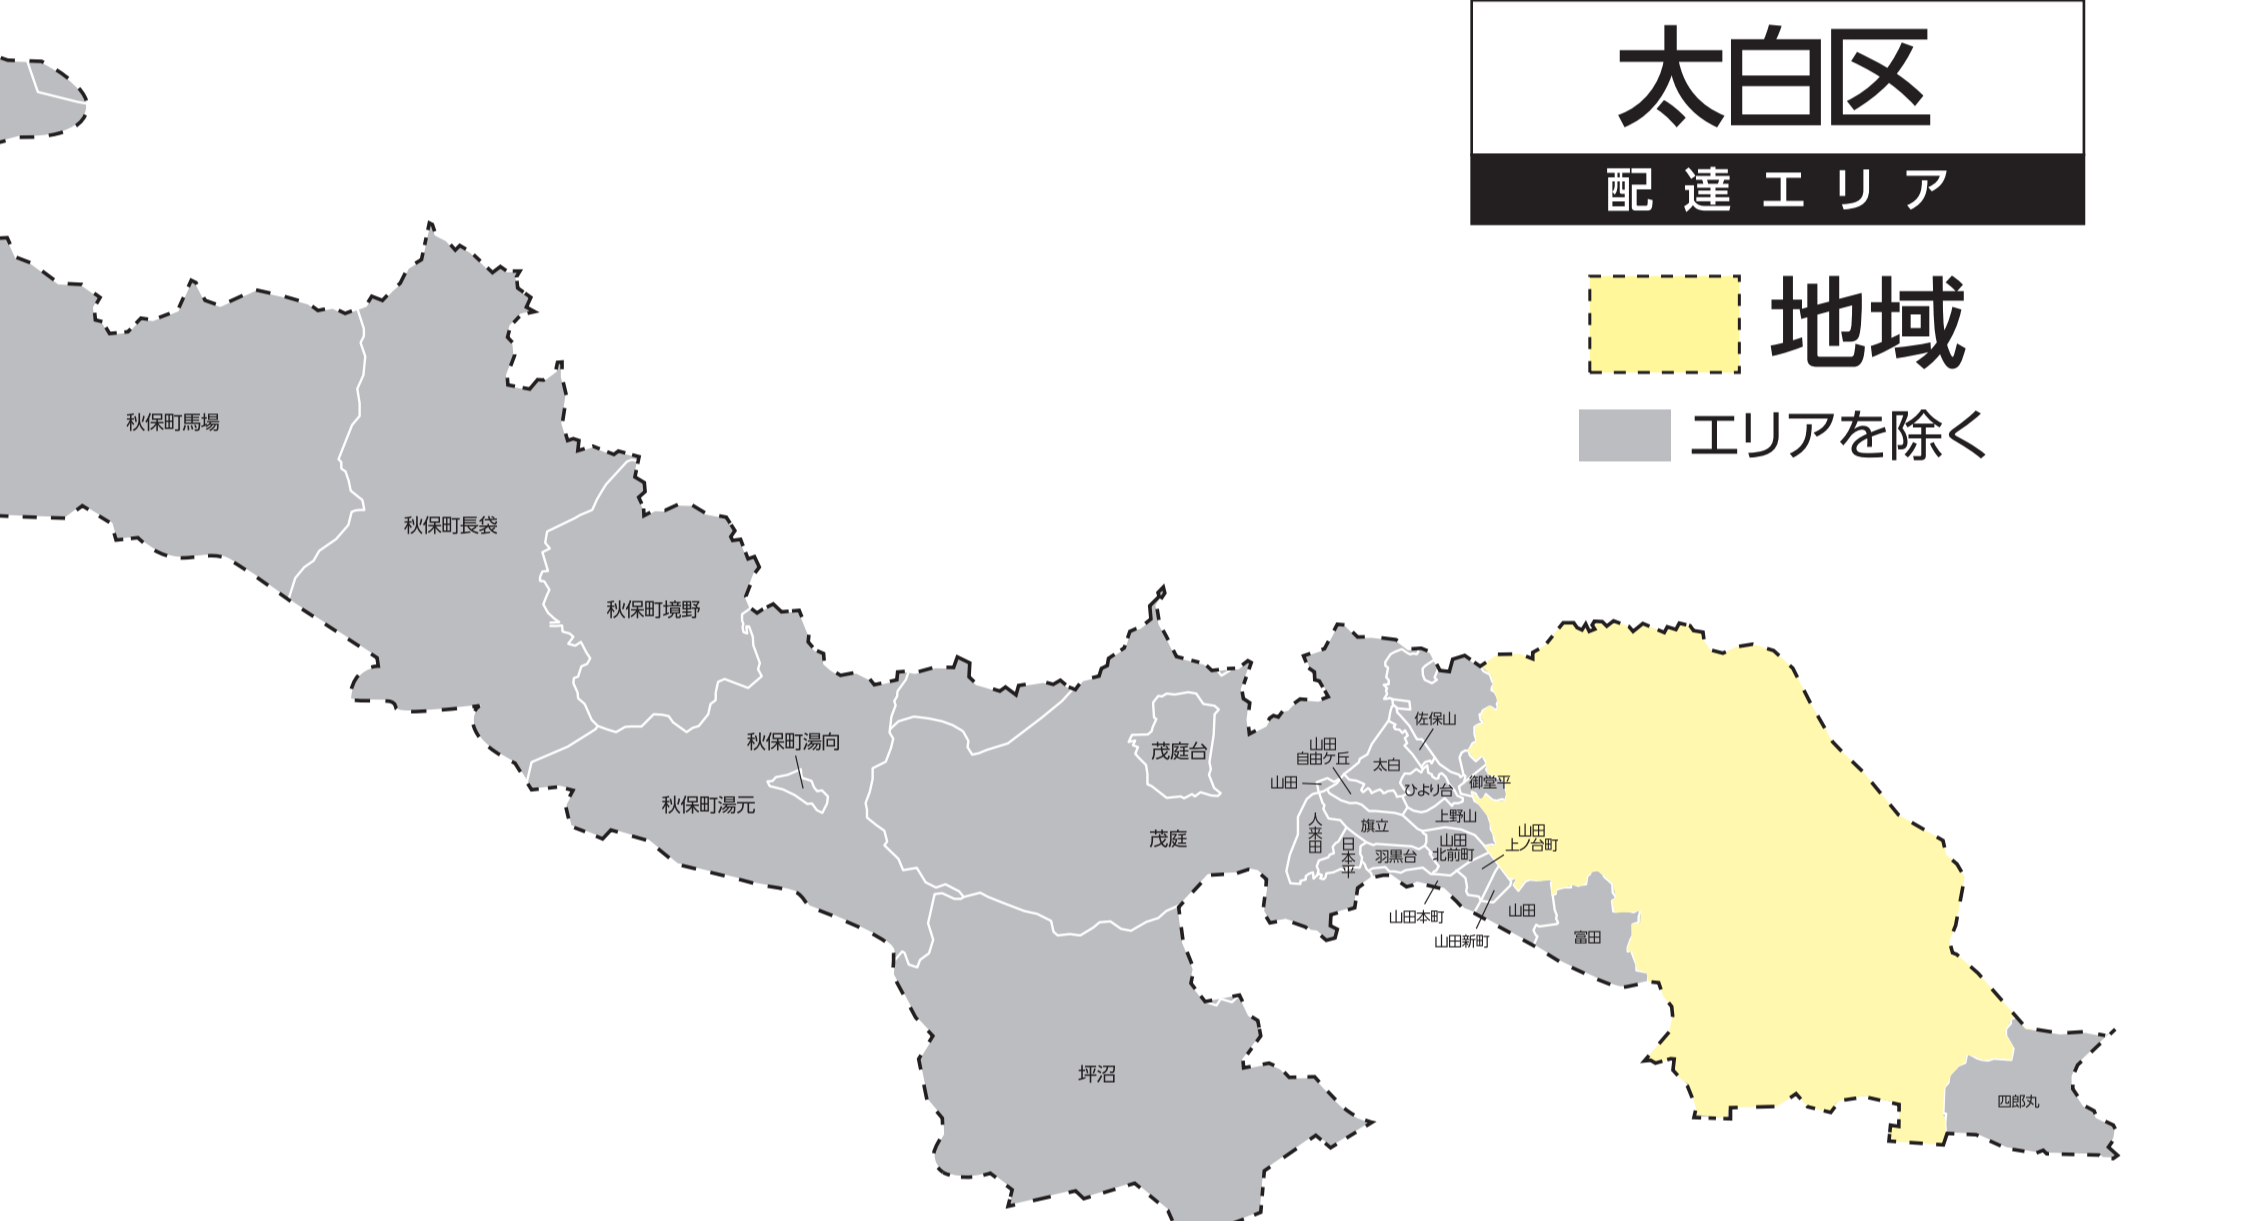 太白区
配達エリア
地域
エリアを除く
秋保町馬場
秋保町長袋
秋保町境野
秋保町湯向
秋保町湯元
茂庭台
茂庭
坪沼
佐保山
山田
自由ケ丘
太白
山田
ひより台
御堂平
人来田
旗立
上野山
日本平
羽黒台
山田
北前町
山田
上ノ台町
山田本町
山田新町
山田
富田
四郎丸